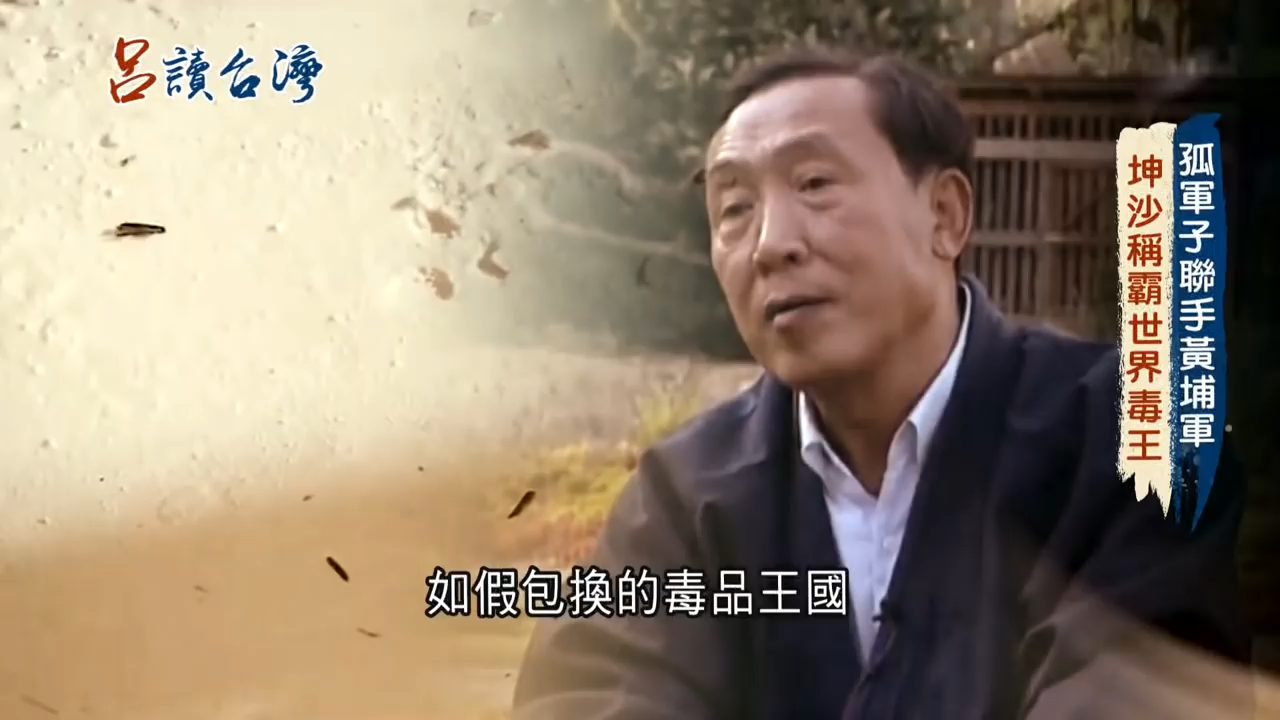 呂讀台灣
孤軍子聯手黃埔軍
坤沙稱霸世界毒王
如假包換的毒品王國